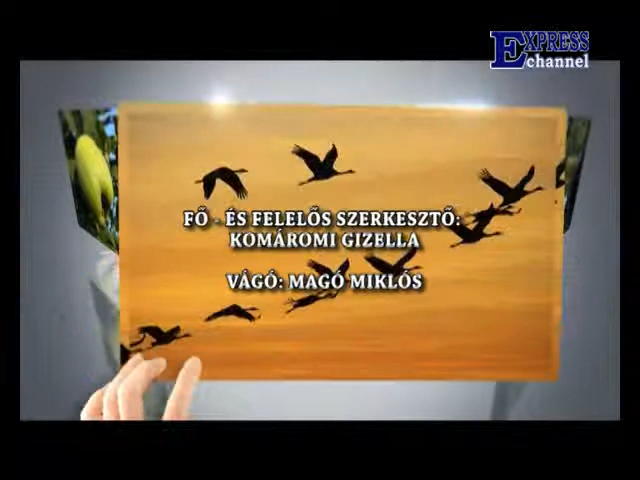 EXPRESS
channel
FŐ - ÉS FELELŐS SZERKESZTŐ:
KOMÁROMI GIZELLA
VÁGÓ: MAGÓ MIKLÓS